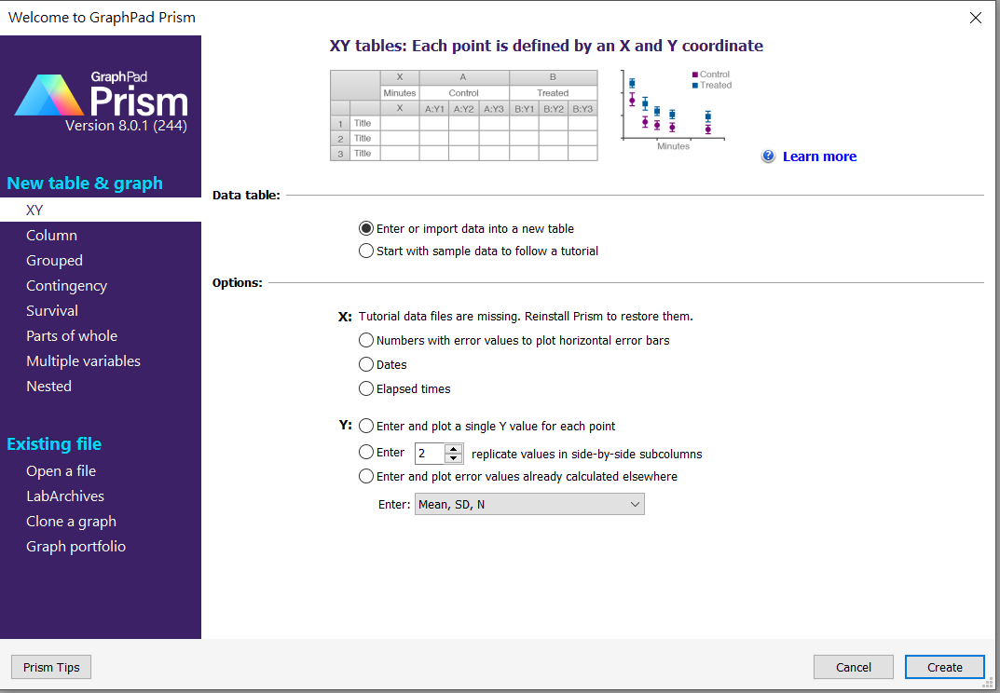 Welcome to GraphPad Prism
GraphPad
Prism
Version 8.0.1 (244)
New table & graph
XY
Column
Grouped
Contingency
Survival
Parts of whole
Multiple variables
Nested
Existing file
Open a file
LabArchives
Clone a graph
Graph portfolio
XY tables: Each point is defined by an X and Y coordinate
X A B
Minutes Control Treated
X A:Y1 A:Y2 A:Y3 B:Y1 B:Y2 B:Y3
1 Title
2 Title
3 Title
Control
Treated
Minutes
? Learn more
Data table:
Enter or import data into a new table
Start with sample data to follow a tutorial
Options:
X: Tutorial data files are missing. Reinstall Prism to restore them.
Numbers with error values to plot horizontal error bars
Dates
Elapsed times
Y: Enter and plot a single Y value for each point
Enter 2 replicate values in side-by-side subcolumns
Enter and plot error values already calculated elsewhere
Enter: Mean, SD, N
Prism Tips Cancel Create